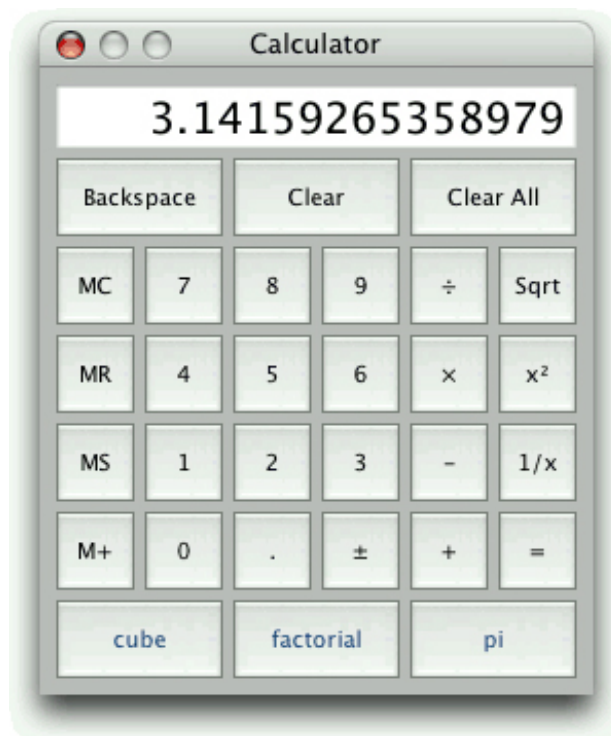 Calculator
3.14159265358979
Backspace Clear Clear All
MC 7 8 9 ÷ Sqrt
MR 4 5 6 × x²
MS 1 2 3 - 1/x
M+ 0 . ± + =
cube factorial pi